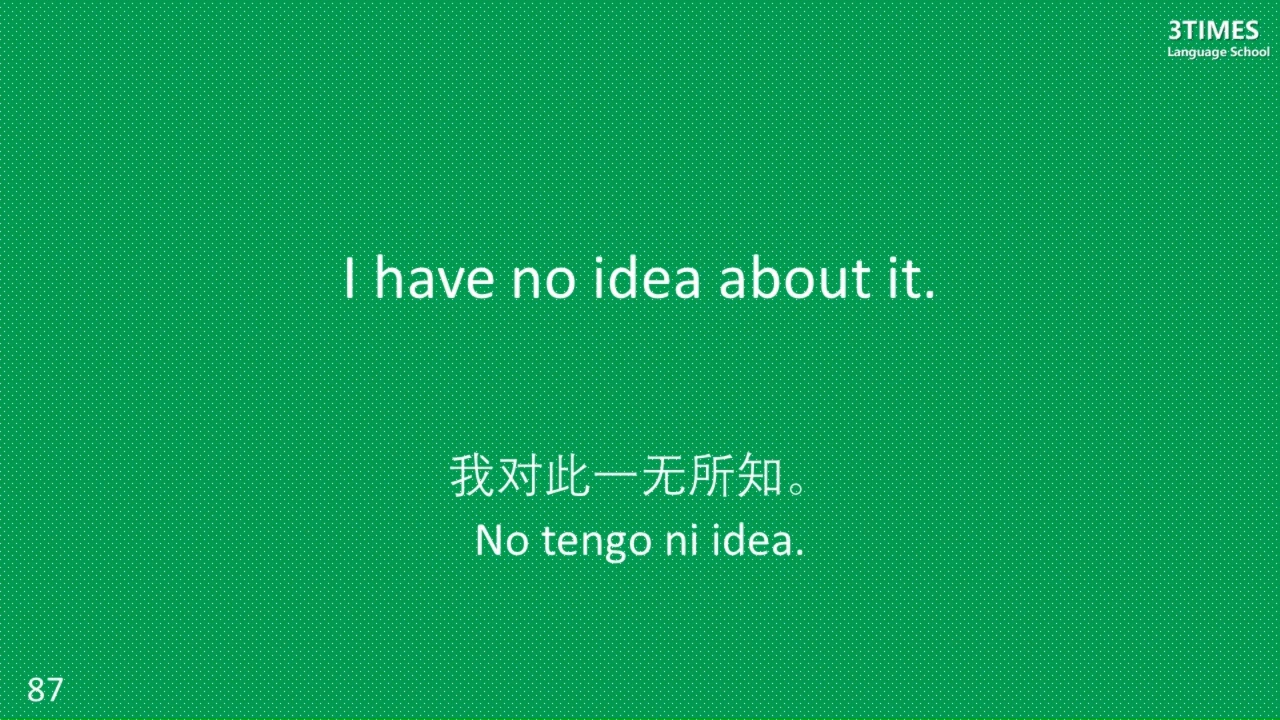 3TIMES
Language School
I have no idea about it.
我对此一无所知。
No tengo ni idea.
87